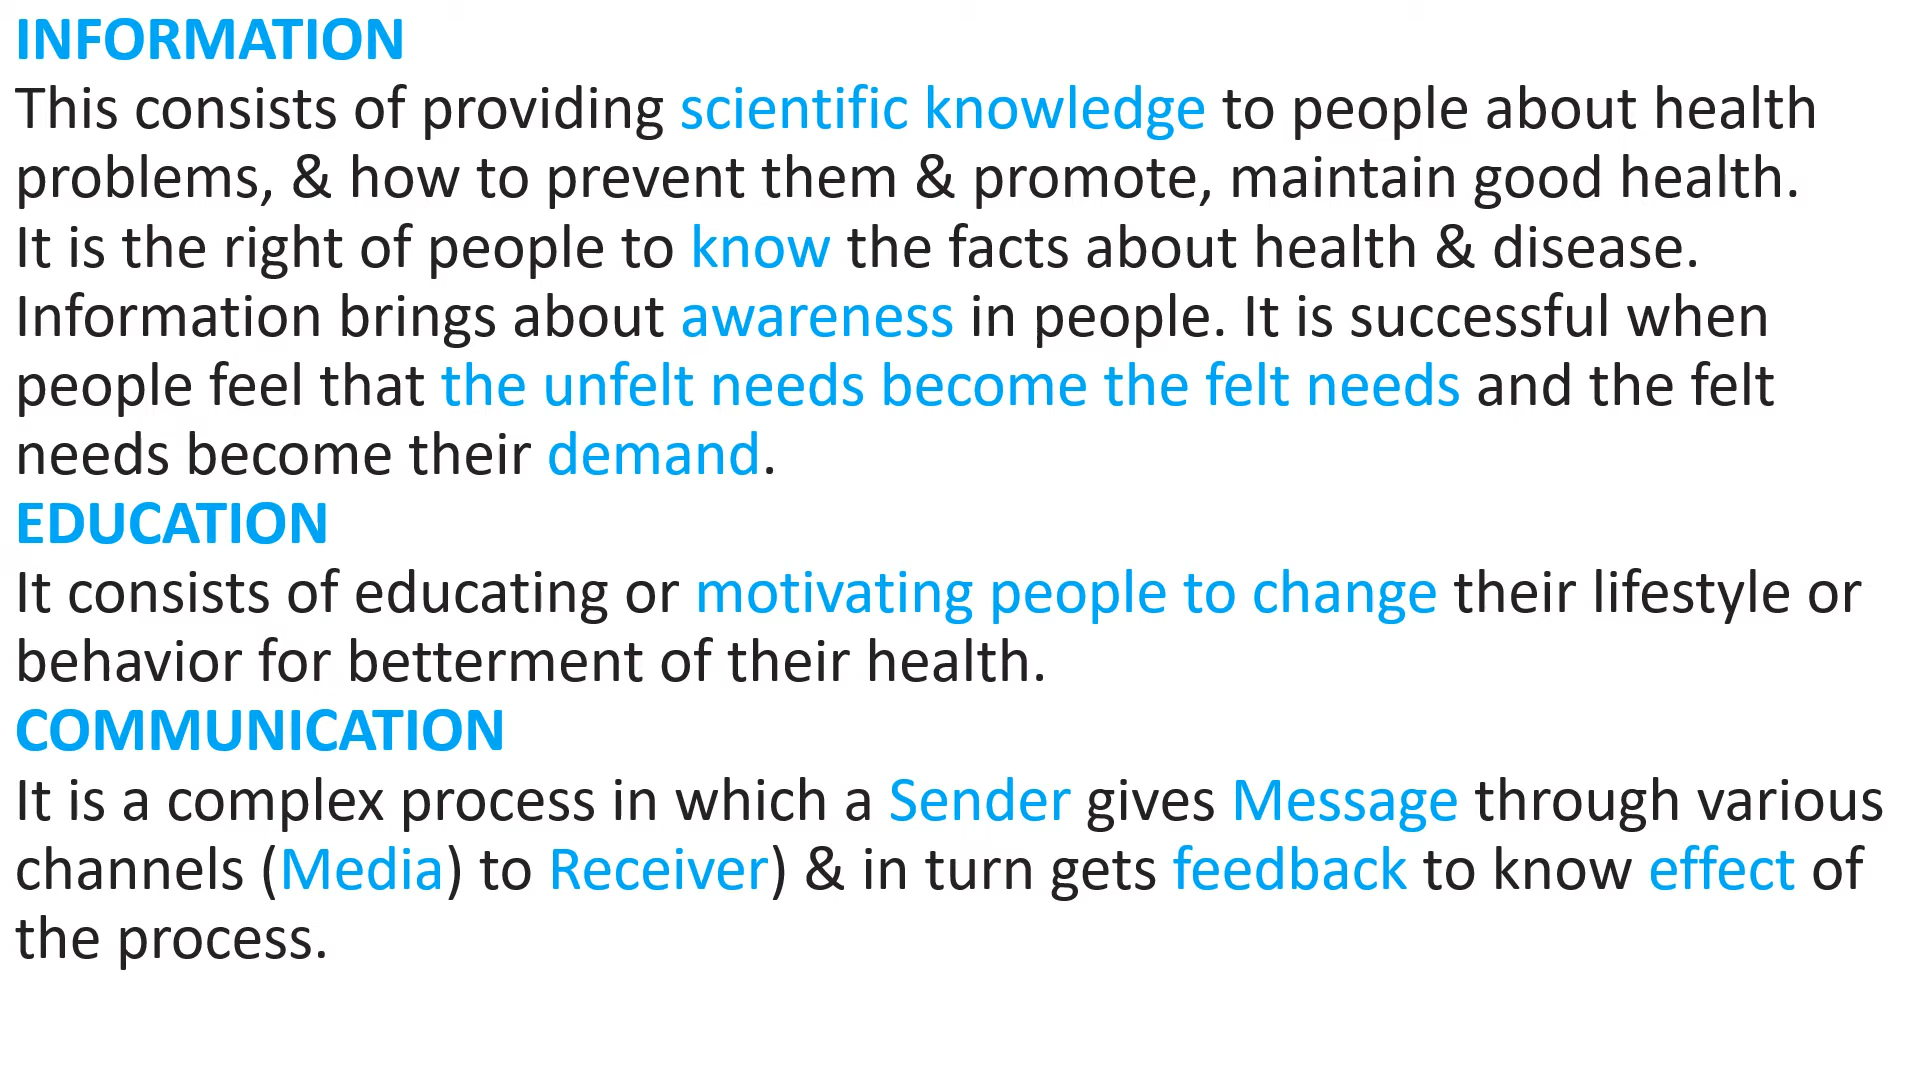 INFORMATION
This consists of providing scientific knowledge to people about health
problems, & how to prevent them & promote, maintain good health.
It is the right of people to know the facts about health & disease.
Information brings about awareness in people. It is successful when
people feel that the unfelt needs become the felt needs and the felt
needs become their demand.
EDUCATION
It consists of educating or motivating people to change their lifestyle or
behavior for betterment of their health.
COMMUNICATION
It is a complex process in which a Sender gives Message through various
channels (Media) to Receiver) & in turn gets feedback to know effect of
the process.